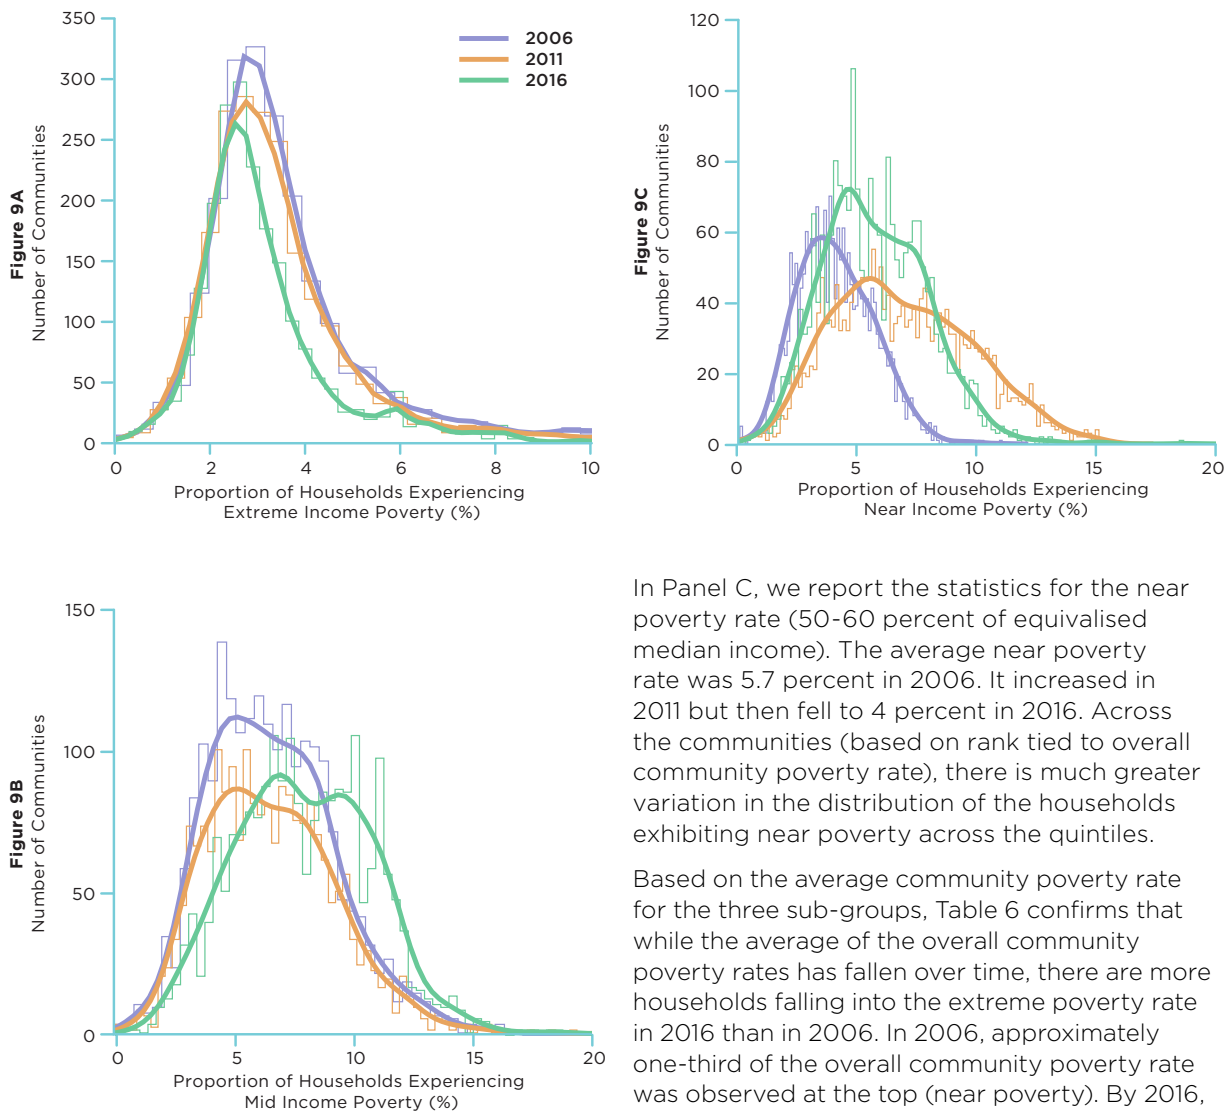 350
300
250
200
150
100
50
0
Figure 9A
Number of Communities
2006
2011
2016
0 2 4 6 8 10
Proportion of Households Experiencing
Extreme Income Poverty (%)
120
100
80
60
40
20
0
Figure 9C
Number of Communities
0 5 10 15 20
Proportion of Households Experiencing
Near Income Poverty (%)
150
100
50
0
Figure 9B
Number of Communities
0 5 10 15 20
Proportion of Households Experiencing
Mid Income Poverty (%)
In Panel C, we report the statistics for the near
poverty rate (50-60 percent of equivalised
median income). The average near poverty
rate was 5.7 percent in 2006. It increased in
2011 but then fell to 4 percent in 2016. Across
the communities (based on rank tied to overall
community poverty rate), there is much greater
variation in the distribution of the households
exhibiting near poverty across the quintiles.
Based on the average community poverty rate
for the three sub-groups, Table 6 confirms that
while the average of the overall community
poverty rates has fallen over time, there are more
households falling into the extreme poverty rate
in 2016 than in 2006. In 2006, approximately
one-third of the overall community poverty rate
was observed at the top (near poverty). By 2016,